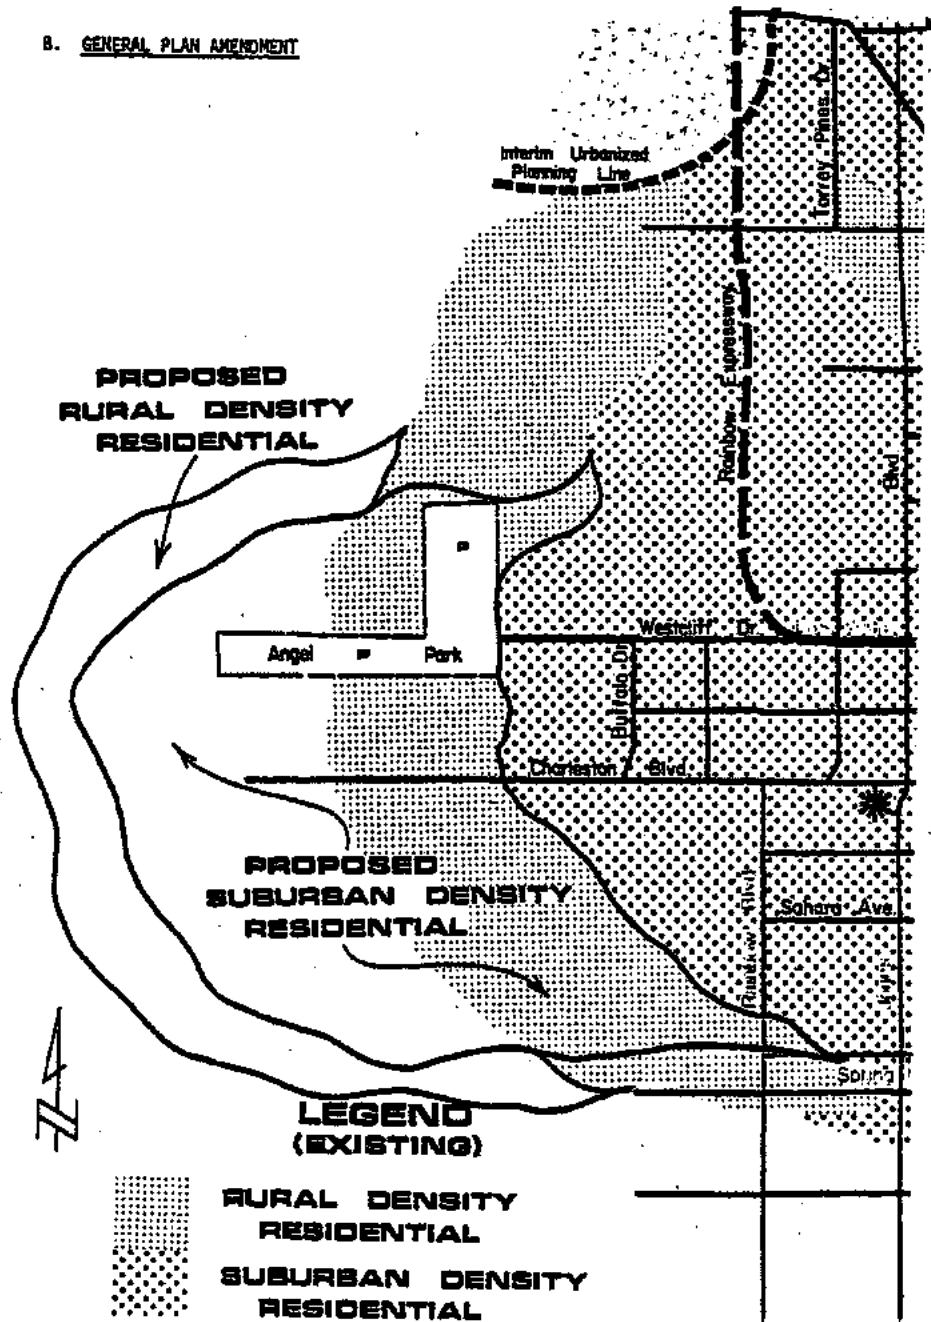 B. GENERAL PLAN AMENDMENT
Interim Urbanized
Planning Line
Torrey Pines Dr.
Rainbow Expressway
Blvd
PROPOSED
RURAL DENSITY
RESIDENTIAL
P
Westcliff Dr.
Angel P Park
Buffalo Dr.
Charleston Blvd.
PROPOSED
SUBURBAN DENSITY
RESIDENTIAL
Rainbow Blvd.
Sahara Ave.
Spring
N
LEGEND
(EXISTING)
RURAL DENSITY
RESIDENTIAL
SUBURBAN DENSITY
RESIDENTIAL